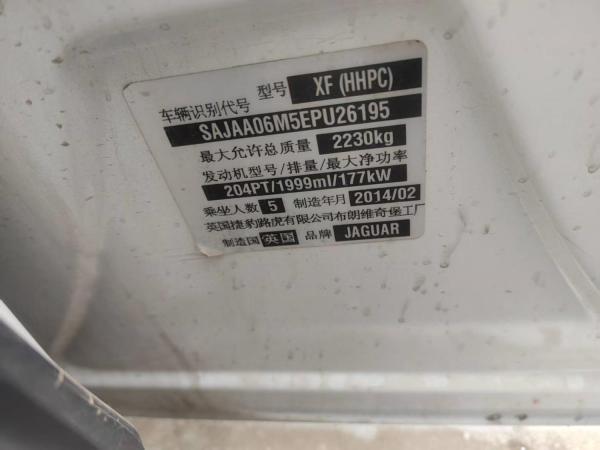 型号 XF (HHPC)
车辆识别代号
SAJAA06M5EPU26195
最大允许总质量 2230kg
发动机型号/排量/最大净功率
204PT/1999ml/177kW
乘坐人数 5 制造年月 2014/02
英国捷豹路虎有限公司布朗维奇堡工厂
制造国 英国 品牌 JAGUAR